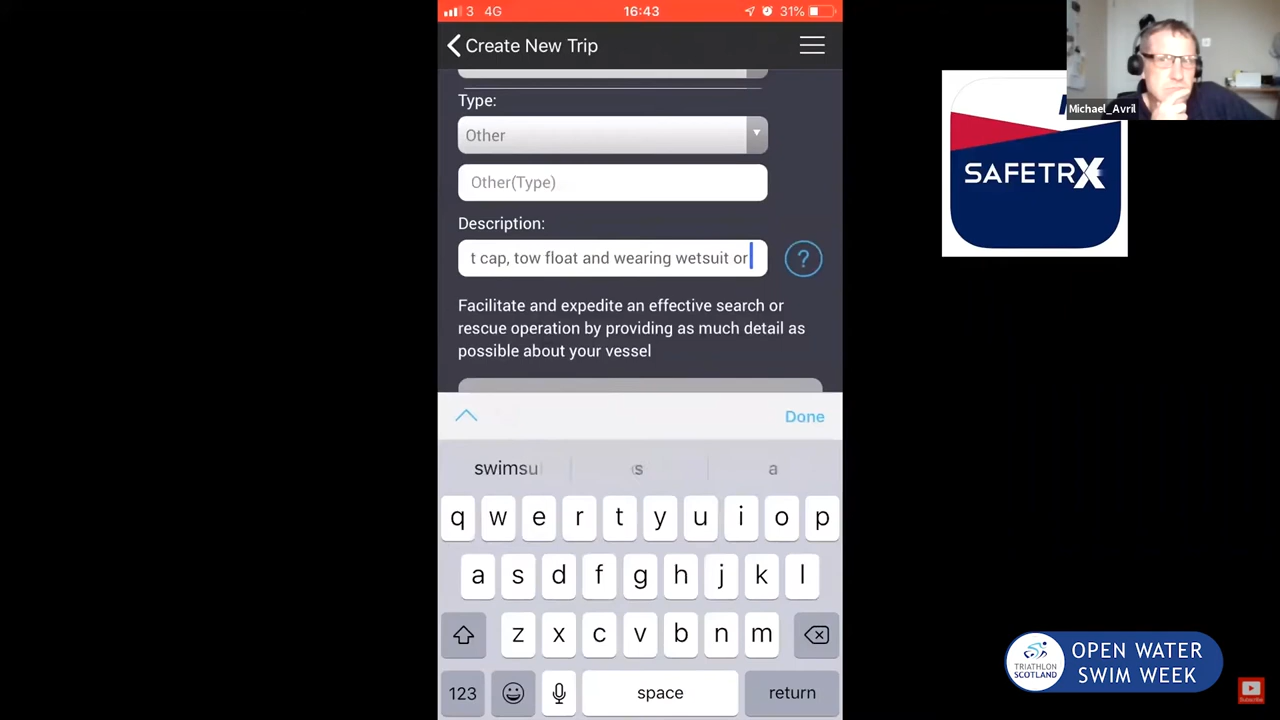 3 4G 16:43 31%
Create New Trip
Type:
Other
Other(Type)
Description:
t cap, tow float and wearing wetsuit or
?
Facilitate and expedite an effective search or
rescue operation by providing as much detail as
possible about your vessel
Done
swimsu s a
q w e r t y u i o p
a s d f g h j k l
z x c v b n m
123 space return
Michael_Avril
SAFETRX
TRIATHLON
SCOTLAND
OPEN WATER
SWIM WEEK
Subscribe